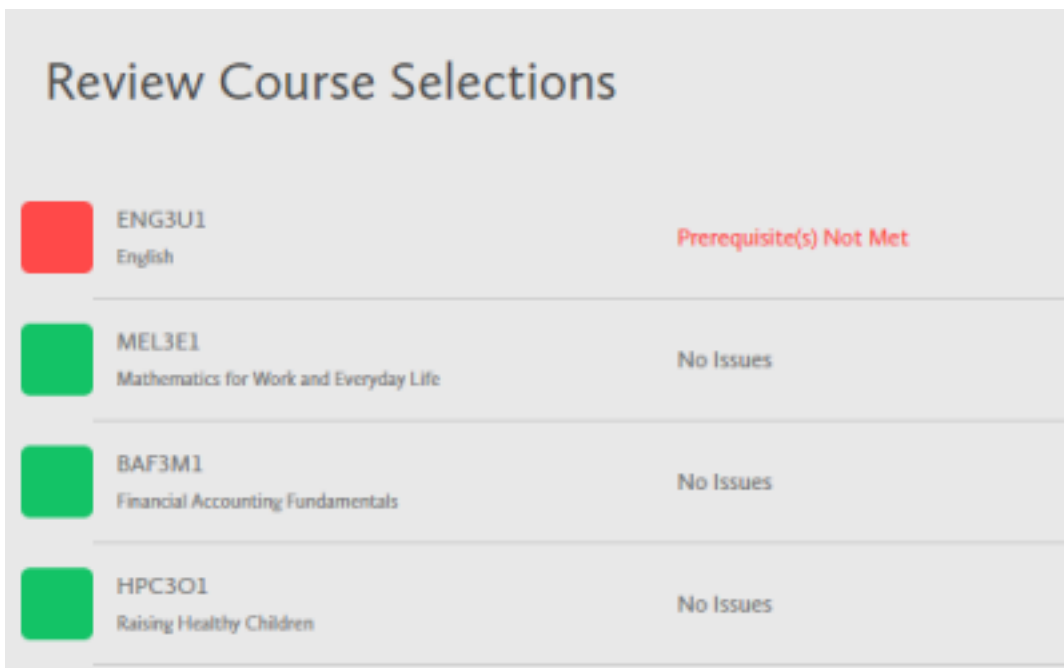 Review Course Selections
ENG3U1
English
Prerequisite(s) Not Met
MEL3E1
Mathematics for Work and Everyday Life
No Issues
BAF3M1
Financial Accounting Fundamentals
No Issues
HPC3O1
Raising Healthy Children
No Issues